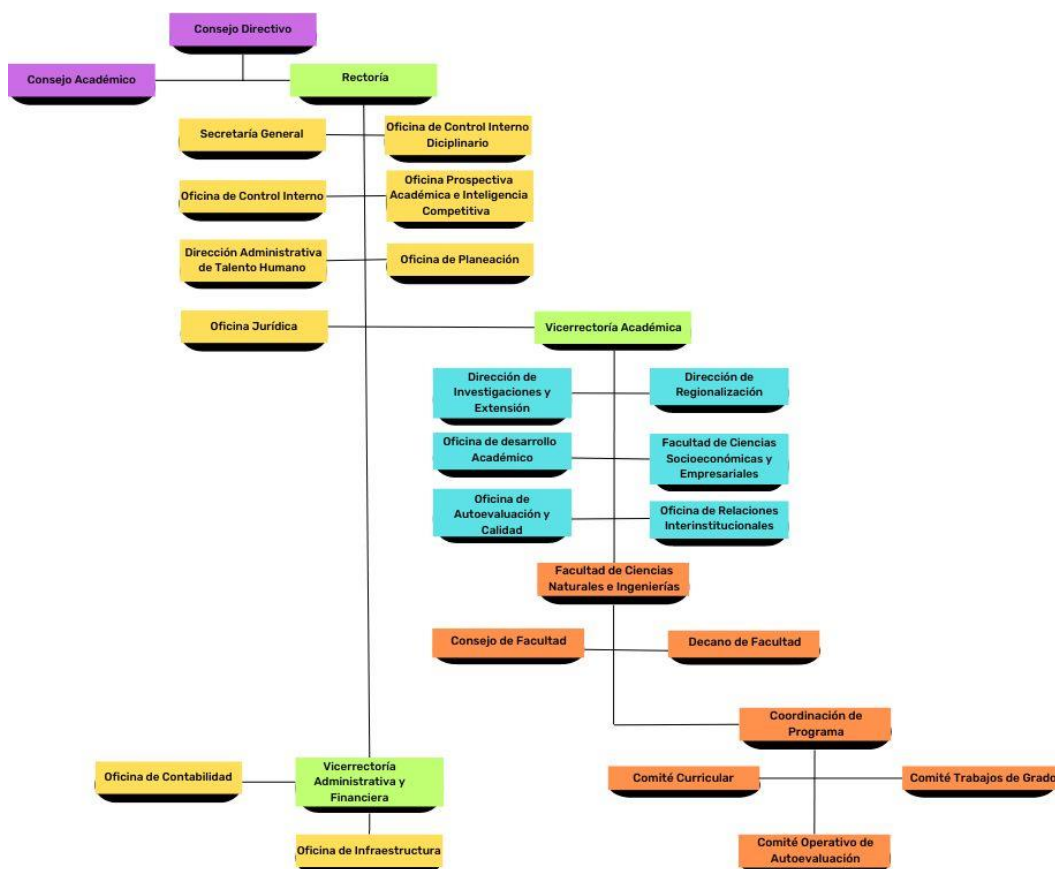 Consejo Directivo
Consejo Académico
Rectoría
Secretaría General
Oficina de Control Interno
Diciplinario
Oficina de Control Interno
Oficina Prospectiva
Académica e Inteligencia
Competitiva
Dirección Administrativa
de Talento Humano
Oficina de Planeación
Oficina Jurídica
Vicerrectoría Académica
Dirección de
Investigaciones y
Extensión
Dirección de
Regionalización
Oficina de desarrollo
Académico
Facultad de Ciencias
Socioeconómicas y
Empresariales
Oficina de
Autoevaluación y
Calidad
Oficina de Relaciones
Interinstitucionales
Facultad de Ciencias
Naturales e Ingenierías
Consejo de Facultad
Decano de Facultad
Coordinación de
Programa
Oficina de Contabilidad
Vicerrectoría
Administrativa y
Financiera
Comité Curricular
Comité Trabajos de Grado
Oficina de Infraestructura
Comité Operativo de
Autoevaluación